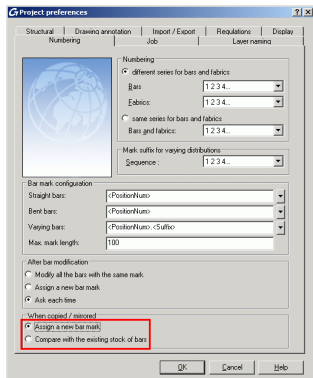 Project preferences
Structural Drawing annotation Import / Export Regulations Display
Numbering Job Layer naming
Numbering
different series for bars and fabrics
Bars 1 2 3 4...
Fabrics: 1 2 3 4...
same series for bars and fabrics
Bars and fabrics: 1 2 3 4...
Mark suffix for varying distributions
Sequence : 1 2 3 4...
Bar mark configuration
Straight bars: <PositionNum>
Bent bars: <PositionNum>
Varying bars: <PositionNum>.<Suffix>
Max. mark length: 100
After bar modification
Modify all the bars with the same mark
Assign a new bar mark
Ask each time
When copied / mirrored
Assign a new bar mark
Compare with the existing stock of bars
OK Cancel Help